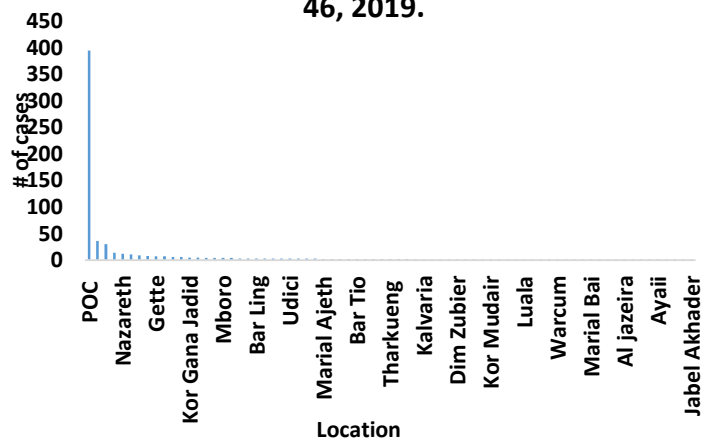 46, 2019.
450
400
350
300
250
200
150
100
50
0
# of cases
POC
Nazareth
Gette
Kor Gana Jadid
Mboro
Bar Ling
Udici
Marial Ajeth
Bar Tio
Tharkueng
Kalvaria
Dim Zubier
Kor Mudair
Luala
Warcum
Marial Bai
Al jazeira
Ayaii
Jabel Akhader
Location